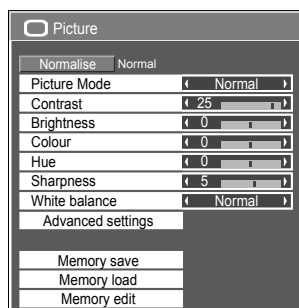 Picture
Normalise Normal
Picture Mode Normal
Contrast 25
Brightness 0
Colour 0
Hue 0
Sharpness 5
White balance Normal
Advanced settings
Memory save
Memory load
Memory edit